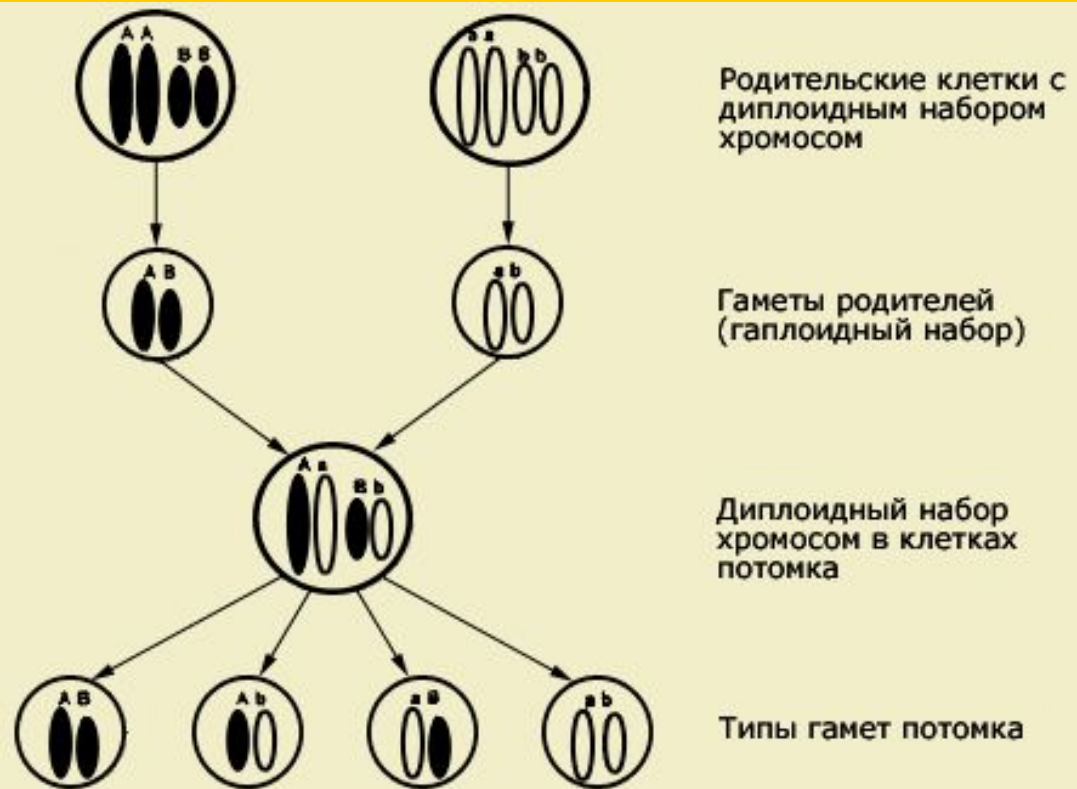 A A B B
a a b b
Родительские клетки с
диплоидным набором
хромосом
A B
a b
Гаметы родителей
(гаплоидный набор)
A a B b
Диплоидный набор
хромосом в клетках
потомка
A B
A b
a B
a b
Типы гамет потомка